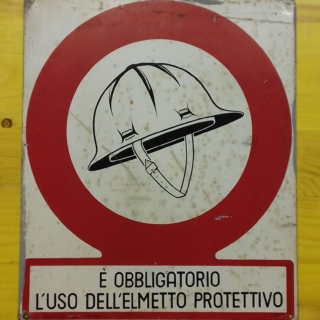 È OBBLIGATORIO
L'USO DELL'ELMETTO PROTETTIVO